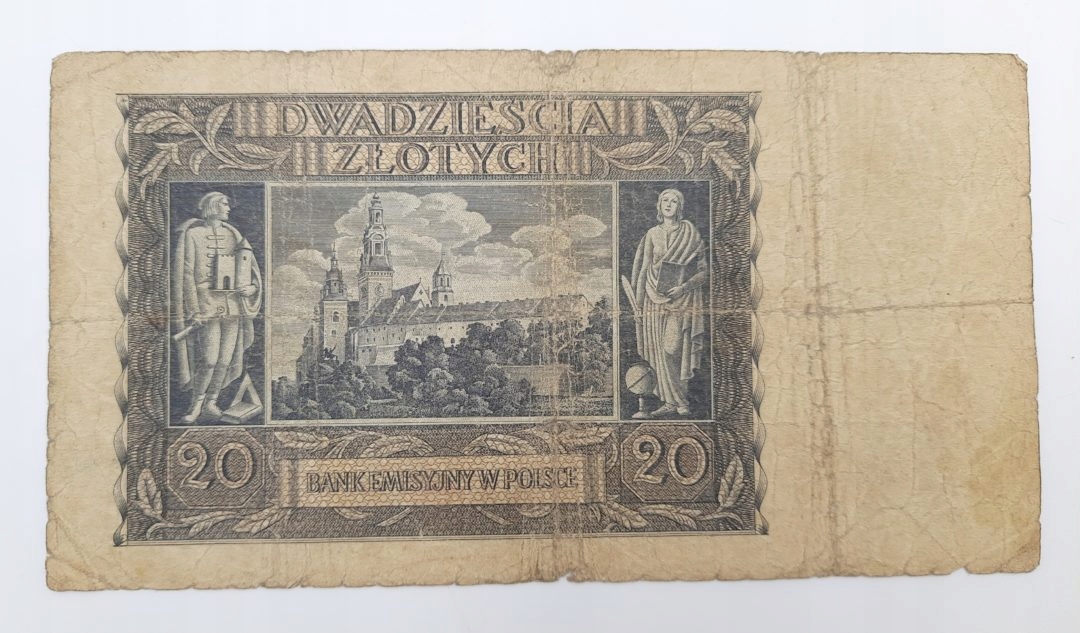 DWADZIEŚCIA
ZŁOTYCH
20
BANK EMISYJNY W POLSCE
20